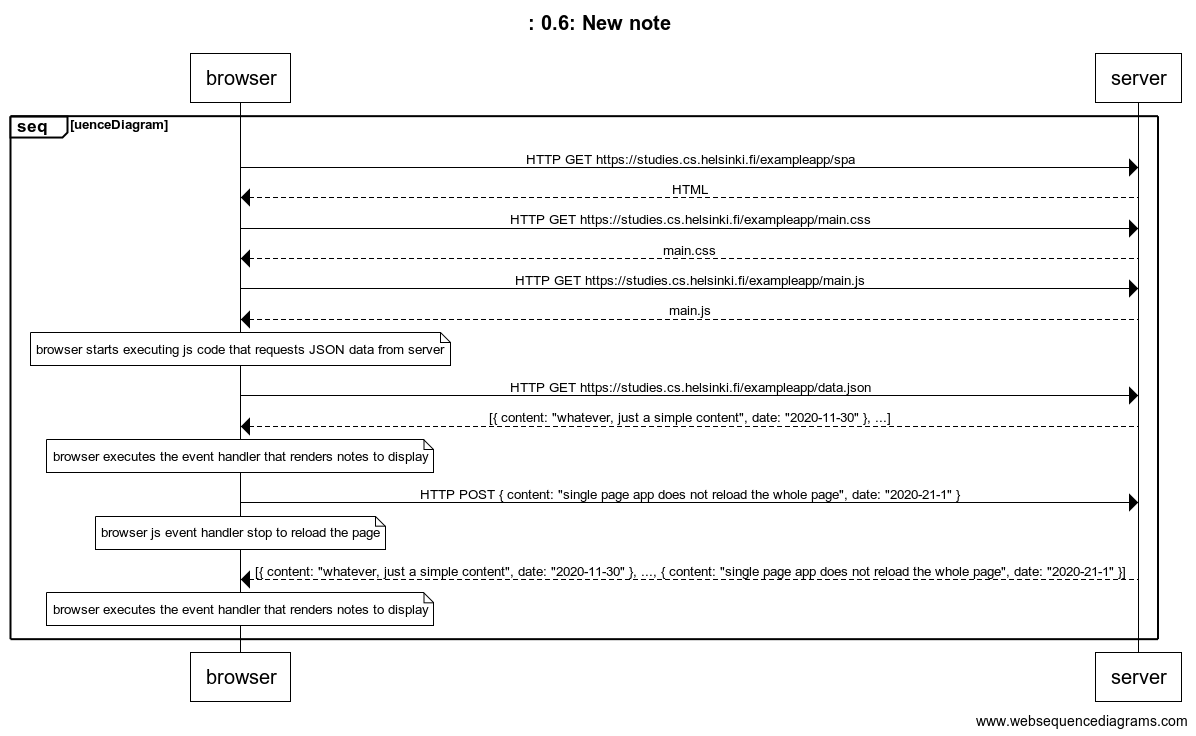 : 0.6: New note
browser
server
seq
[uenceDiagram]
HTTP GET https://studies.cs.helsinki.fi/exampleapp/spa
HTML
HTTP GET https://studies.cs.helsinki.fi/exampleapp/main.css
main.css
HTTP GET https://studies.cs.helsinki.fi/exampleapp/main.js
main.js
browser starts executing js code that requests JSON data from server
HTTP GET https://studies.cs.helsinki.fi/exampleapp/data.json
[{ content: "whatever, just a simple content", date: "2020-11-30" }, ...]
browser executes the event handler that renders notes to display
HTTP POST { content: "single page app does not reload the whole page", date: "2020-21-1" }
browser js event handler stop to reload the page
[{ content: "whatever, just a simple content", date: "2020-11-30" }, ..., { content: "single page app does not reload the whole page", date: "2020-21-1" }]
browser executes the event handler that renders notes to display
browser
server
www.websequencediagrams.com